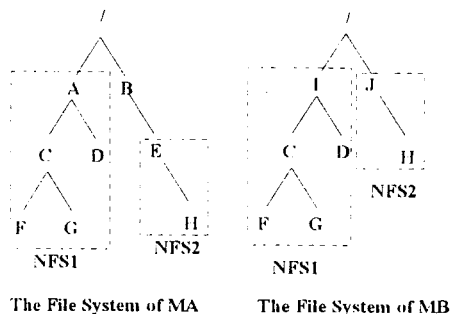 /
A B
C D E
F G H
NFS1 NFS2
The File System of MA
/
I J
C D H
NFS2
F G
NFS1
The File System of MB